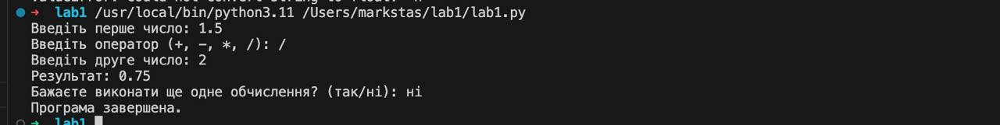 ➜ lab1 /usr/local/bin/python3.11 /Users/markstas/lab1/lab1.py
Введіть перше число: 1.5
Введіть оператор (+, -, *, /): /
Введіть друге число: 2
Результат: 0.75
Бажаєте виконати ще одне обчислення? (так/ні): ні
Програма завершена.
➜ lab1